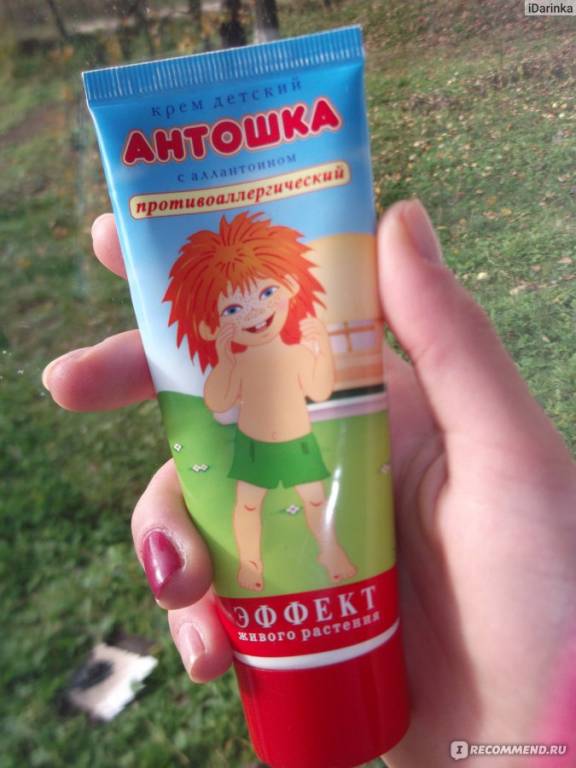 iDarinka
крем детский
АНТОШКА
с аллантоином
противоаллергический
ЭФФЕКТ
живого растения
I RECOMMEND.RU